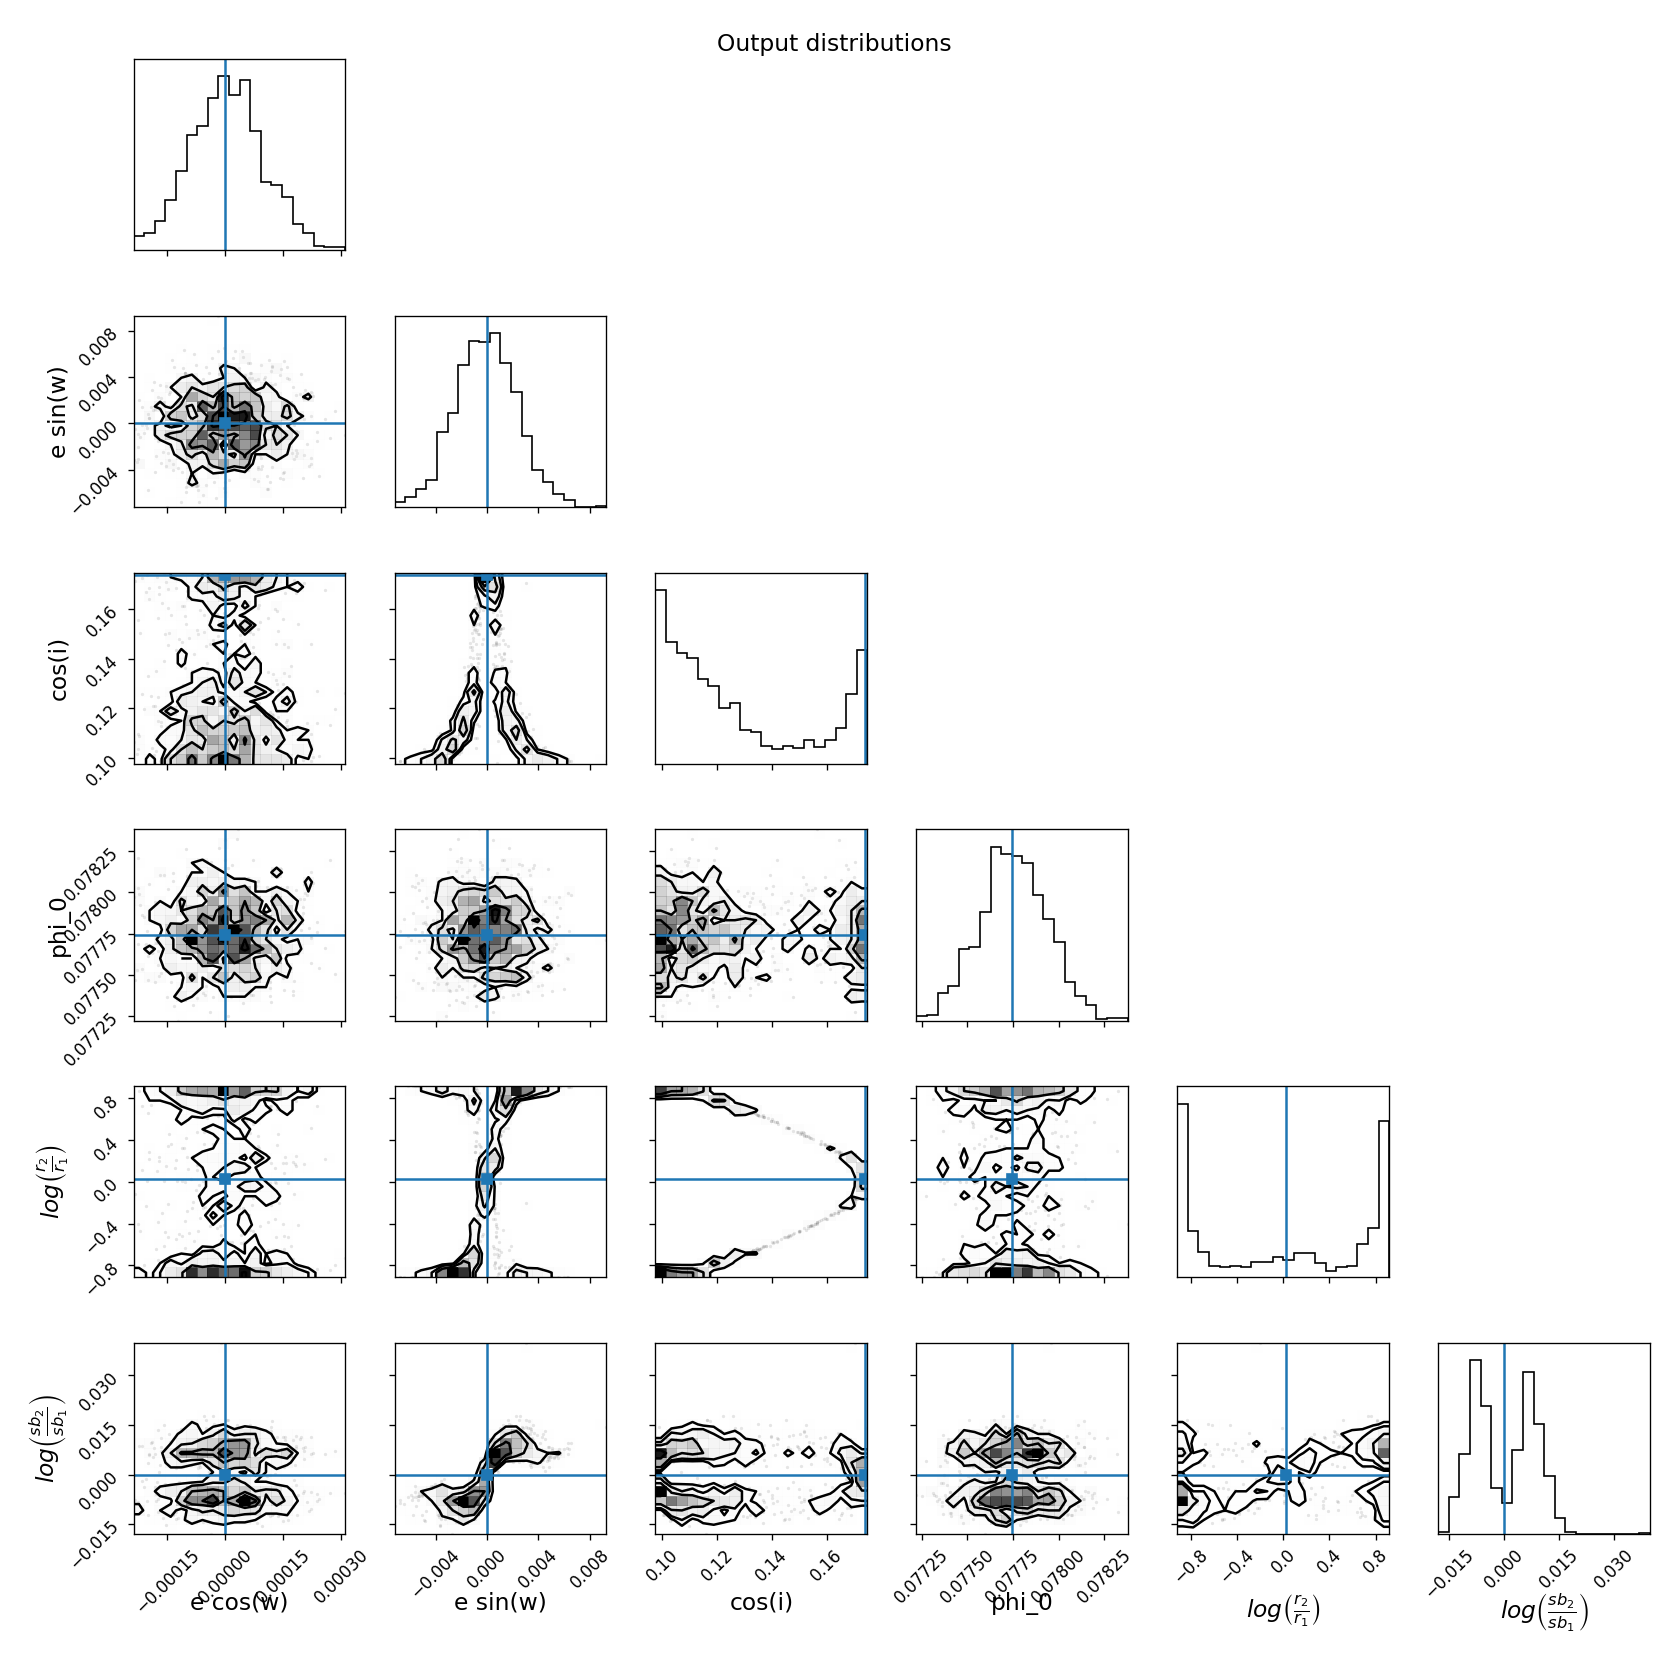 Output distributions
0.008
0.004
0.000
−0.004
e sin(w)
0.16
0.14
0.12
0.10
cos(i)
0.07825
0.07800
0.07775
0.07750
0.07725
phi_0
0.8
0.4
0.0
−0.4
−0.8
log(r2/r1)
0.030
0.015
0.000
−0.015
log(sb2/sb1)
−0.00015 0.00000 0.00015 0.00030 −0.004 0.000 0.004 0.008 0.10 0.12 0.14 0.16 0.07725 0.07750 0.07775 0.07800 0.07825 −0.8 −0.4 0.0 0.4 0.8 −0.015 0.000 0.015 0.030
e cos(w) e sin(w) cos(i) phi_0 log(r2/r1) log(sb2/sb1)